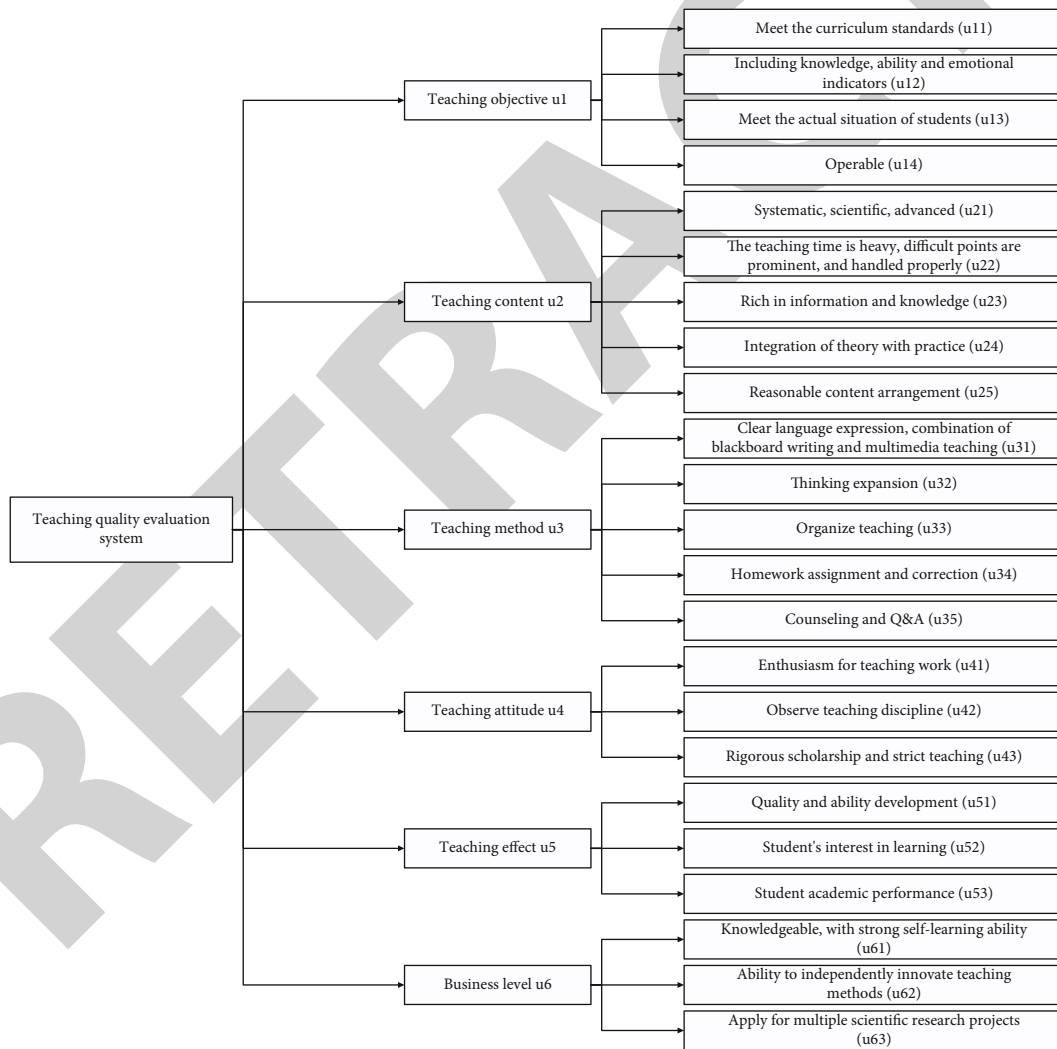 Teaching quality evaluation
system
Teaching objective u1
Meet the curriculum standards (u11)
Including knowledge, ability and emotional
indicators (u12)
Meet the actual situation of students (u13)
Operable (u14)
Teaching content u2
Systematic, scientific, advanced (u21)
The teaching time is heavy, difficult points are
prominent, and handled properly (u22)
Rich in information and knowledge (u23)
Integration of theory with practice (u24)
Reasonable content arrangement (u25)
Teaching method u3
Clear language expression, combination of
blackboard writing and multimedia teaching (u31)
Thinking expansion (u32)
Organize teaching (u33)
Homework assignment and correction (u34)
Counseling and Q&A (u35)
Teaching attitude u4
Enthusiasm for teaching work (u41)
Observe teaching discipline (u42)
Rigorous scholarship and strict teaching (u43)
Teaching effect u5
Quality and ability development (u51)
Student's interest in learning (u52)
Student academic performance (u53)
Business level u6
Knowledgeable, with strong self-learning ability
(u61)
Ability to independently innovate teaching
methods (u62)
Apply for multiple scientific research projects
(u63)
RETRAC